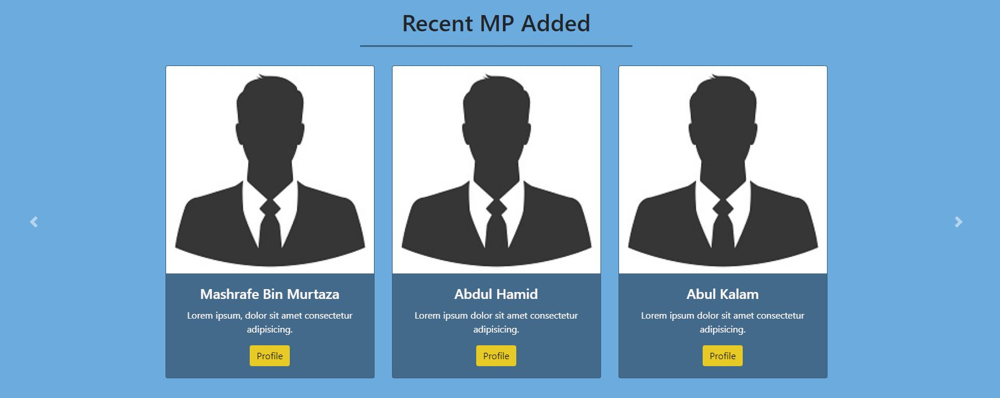 Recent MP Added
Mashrafe Bin Murtaza
Lorem ipsum, dolor sit amet consectetur
adipisicing.
Profile
Abdul Hamid
Lorem ipsum dolor sit amet consectetur
adipisicing.
Profile
Abul Kalam
Lorem ipsum dolor sit amet consectetur
adipisicing.
Profile